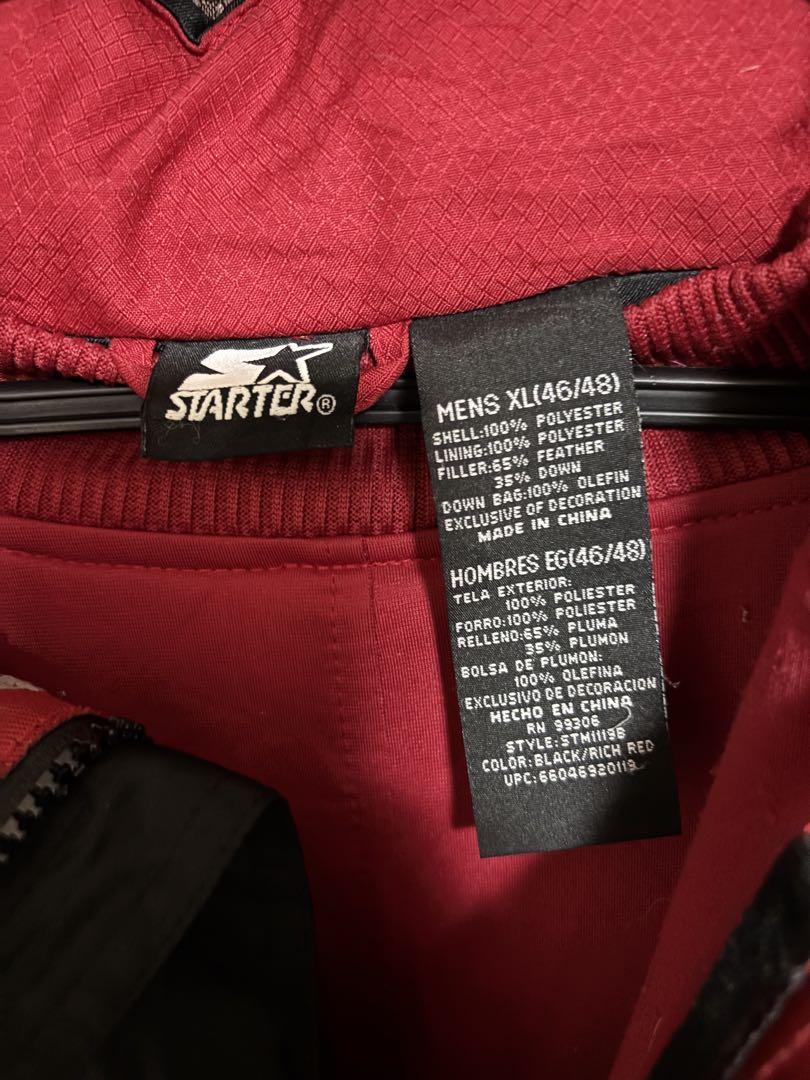 STARTER®
MENS XL(46/48)
SHELL:100% POLYESTER
LINING:100% POLYESTER
FILLER:65% FEATHER
35% DOWN
DOWN BAG:100% OLEFIN
EXCLUSIVE OF DECORATION
MADE IN CHINA
HOMBRES EG(46/48)
TELA EXTERIOR:
100% POLIESTER
FORRO:100% POLIESTER
RELLENO:65% PLUMA
35% PLUMON
BOLSA DE PLUMON:
100% OLEFINA
EXCLUSIVO DE DECORACION
HECHO EN CHINA
RN 99306
STYLE:STM1119B
COLOR:BLACK/RICH RED
UPC:66046920119